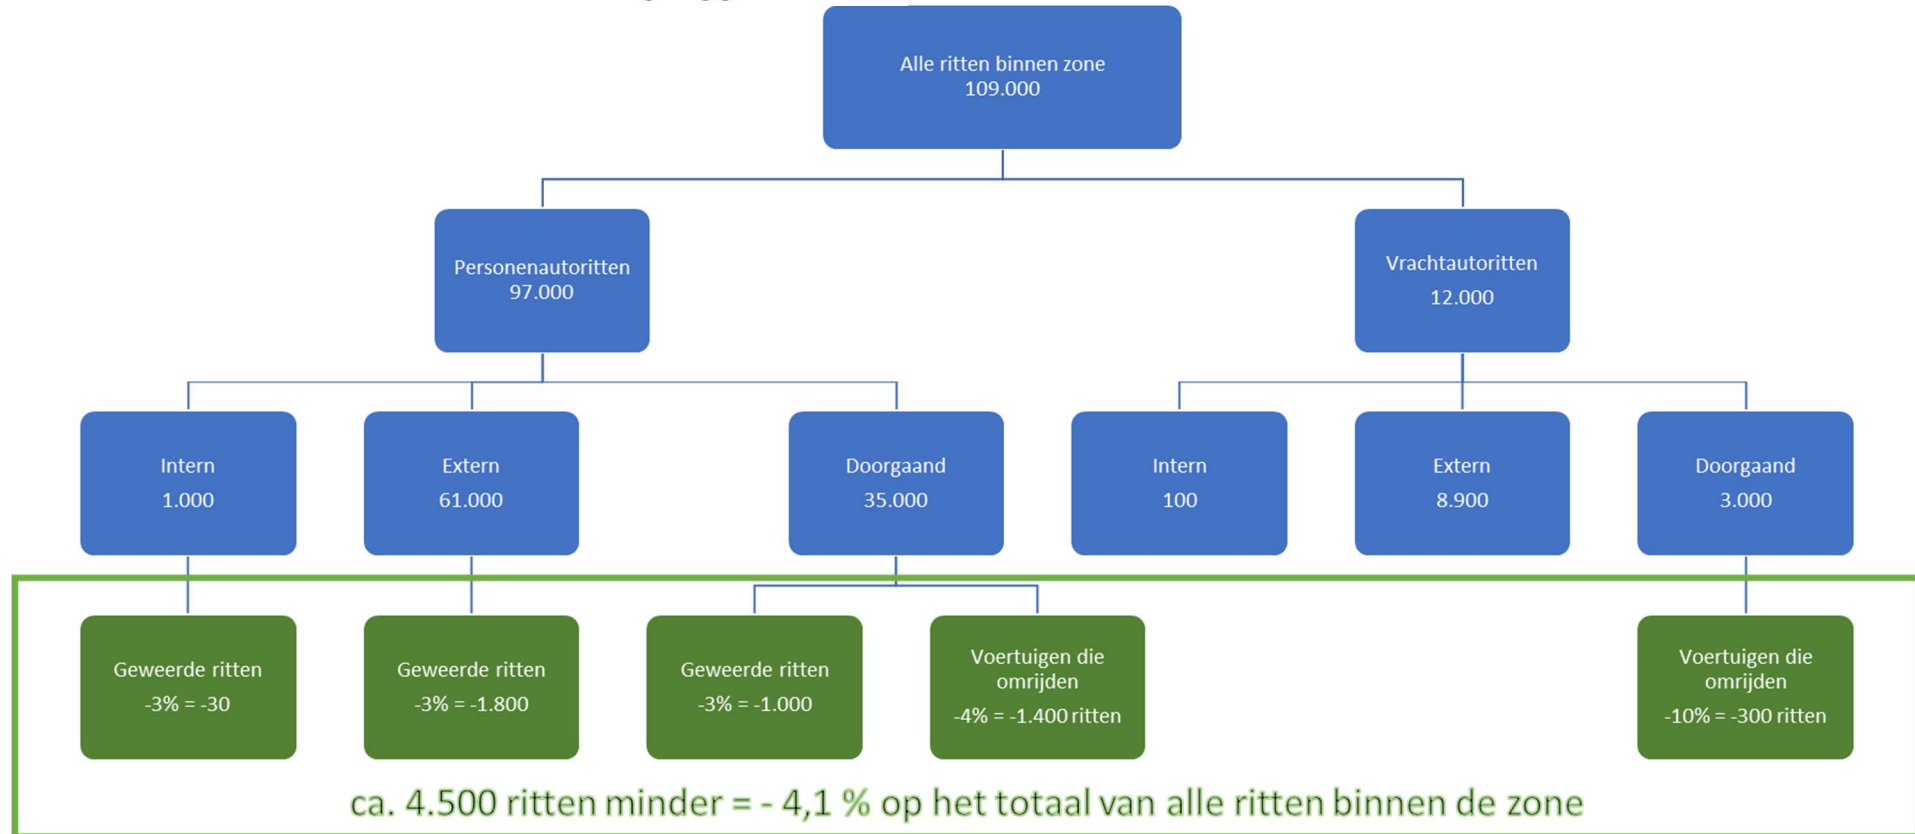 Alle ritten binnen zone
109.000
Personenautoritten
97.000
Vrachtautoritten
12.000
Intern
1.000
Extern
61.000
Doorgaand
35.000
Intern
100
Extern
8.900
Doorgaand
3.000
Geweerde ritten
-3% = -30
Geweerde ritten
-3% = -1.800
Geweerde ritten
-3% = -1.000
Voertuigen die
omrijden
-4% = -1.400 ritten
Voertuigen die
omrijden
-10% = -300 ritten
ca. 4.500 ritten minder = - 4,1 % op het totaal van alle ritten binnen de zone